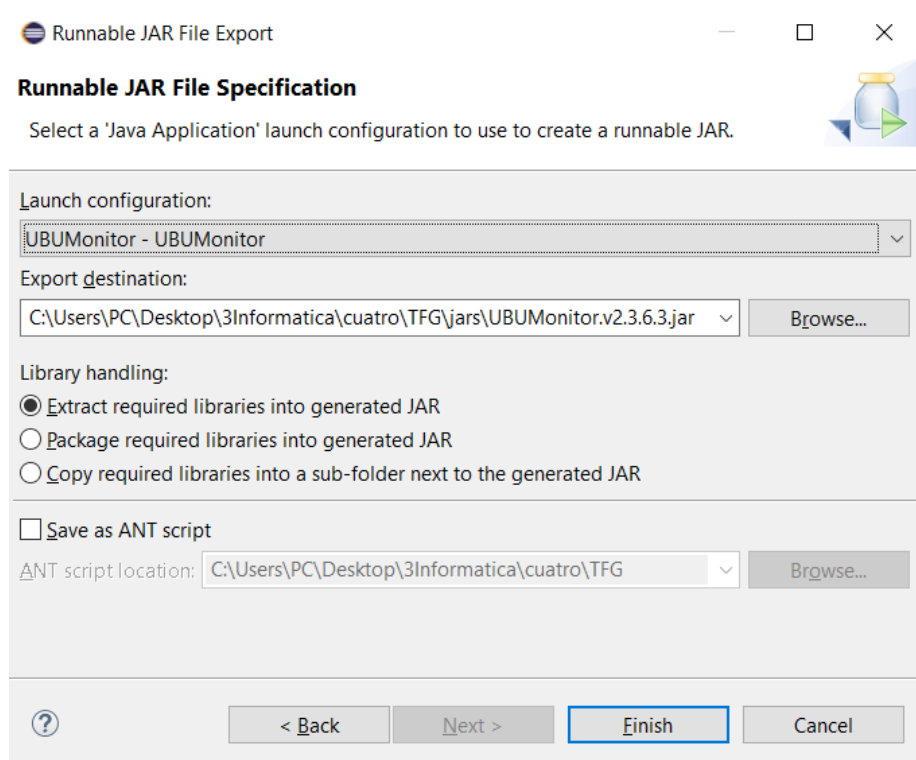 Runnable JAR File Export
Runnable JAR File Specification
Select a 'Java Application' launch configuration to use to create a runnable JAR.
Launch configuration:
UBUMonitor - UBUMonitor
Export destination:
C:\Users\PC\Desktop\3Informatica\cuatro\TFG\jars\UBUMonitor.v2.3.6.3.jar
Browse...
Library handling:
Extract required libraries into generated JAR
Package required libraries into generated JAR
Copy required libraries into a sub-folder next to the generated JAR
Save as ANT script
ANT script location: C:\Users\PC\Desktop\3Informatica\cuatro\TFG
Browse...
? < Back Next > Finish Cancel